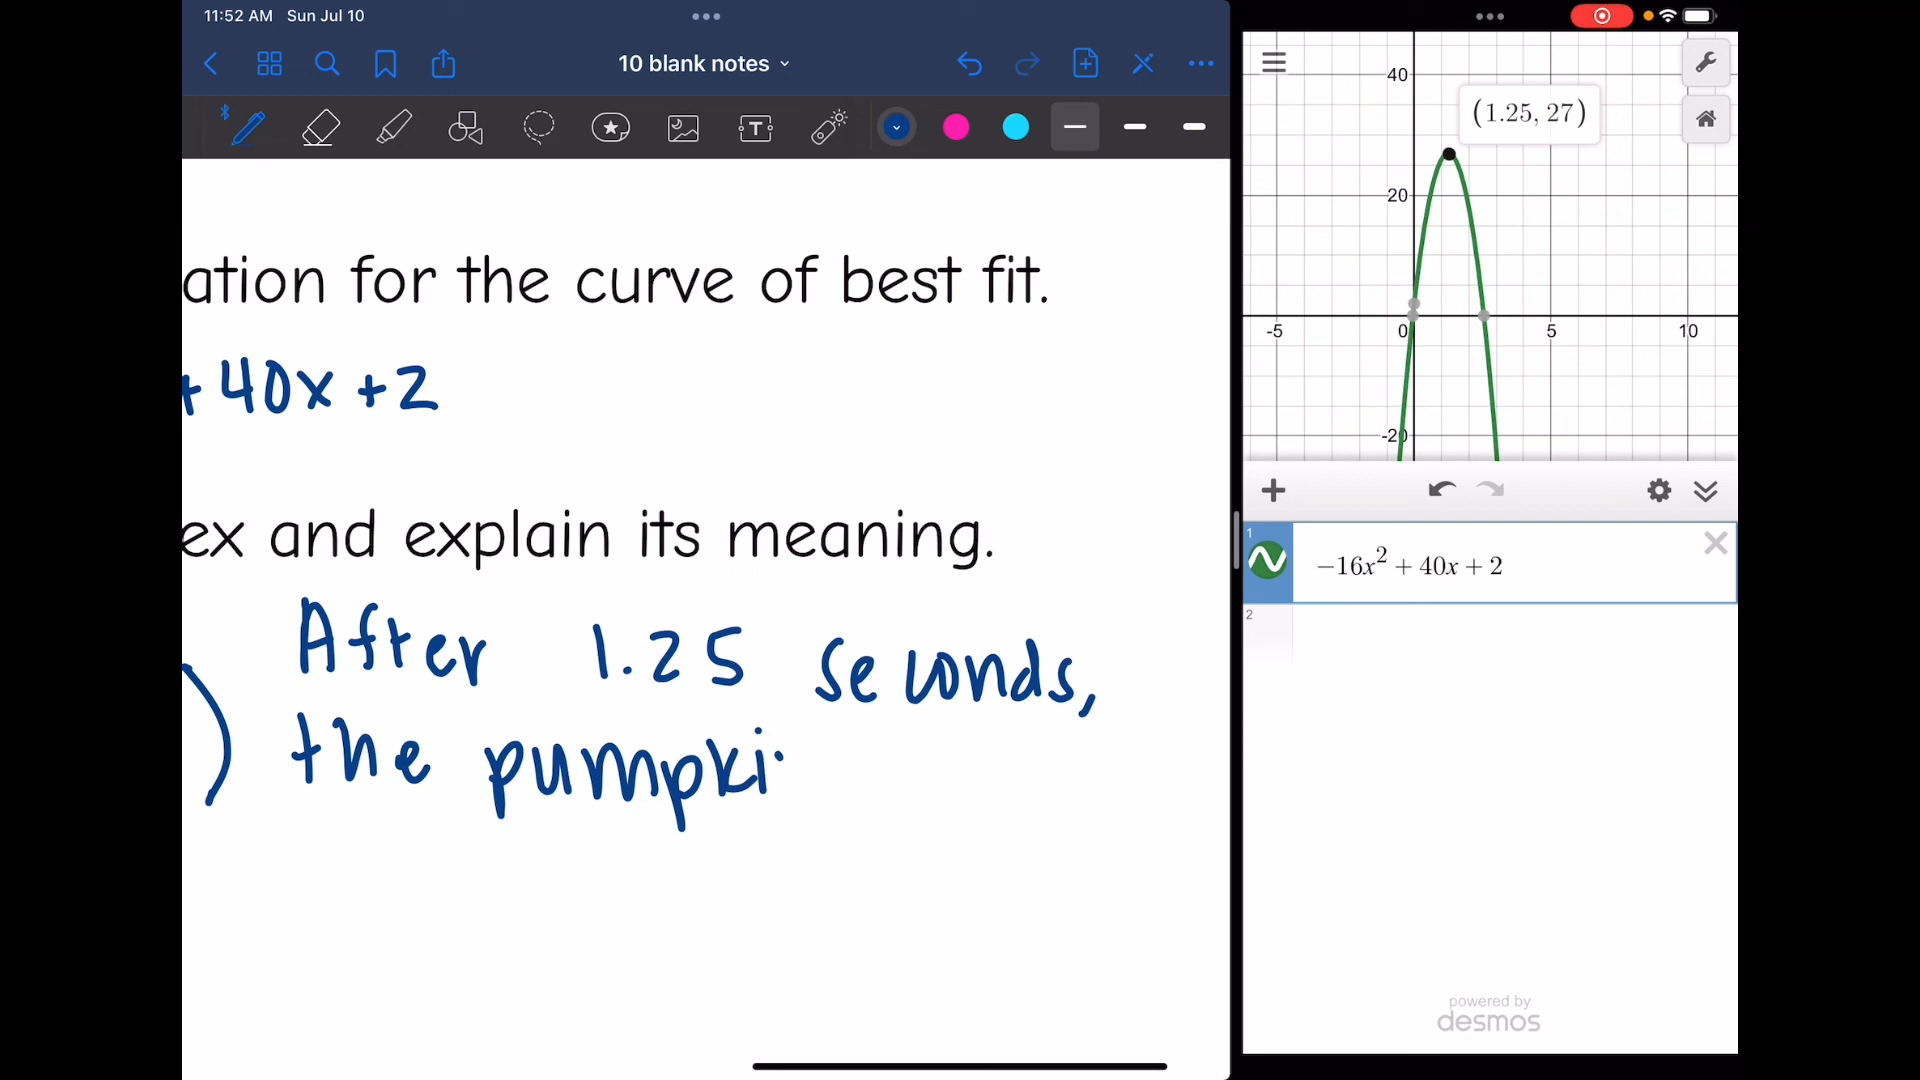 11:52 AM Sun Jul 10
10 blank notes
T
ation for the curve of best fit.
+ 40x + 2
ex and explain its meaning.
) After 1.25 seconds,
the pumpki
40
(1.25, 27)
20
-5 0 5 10
-20
1
−16x² + 40x + 2
2
powered by
desmos